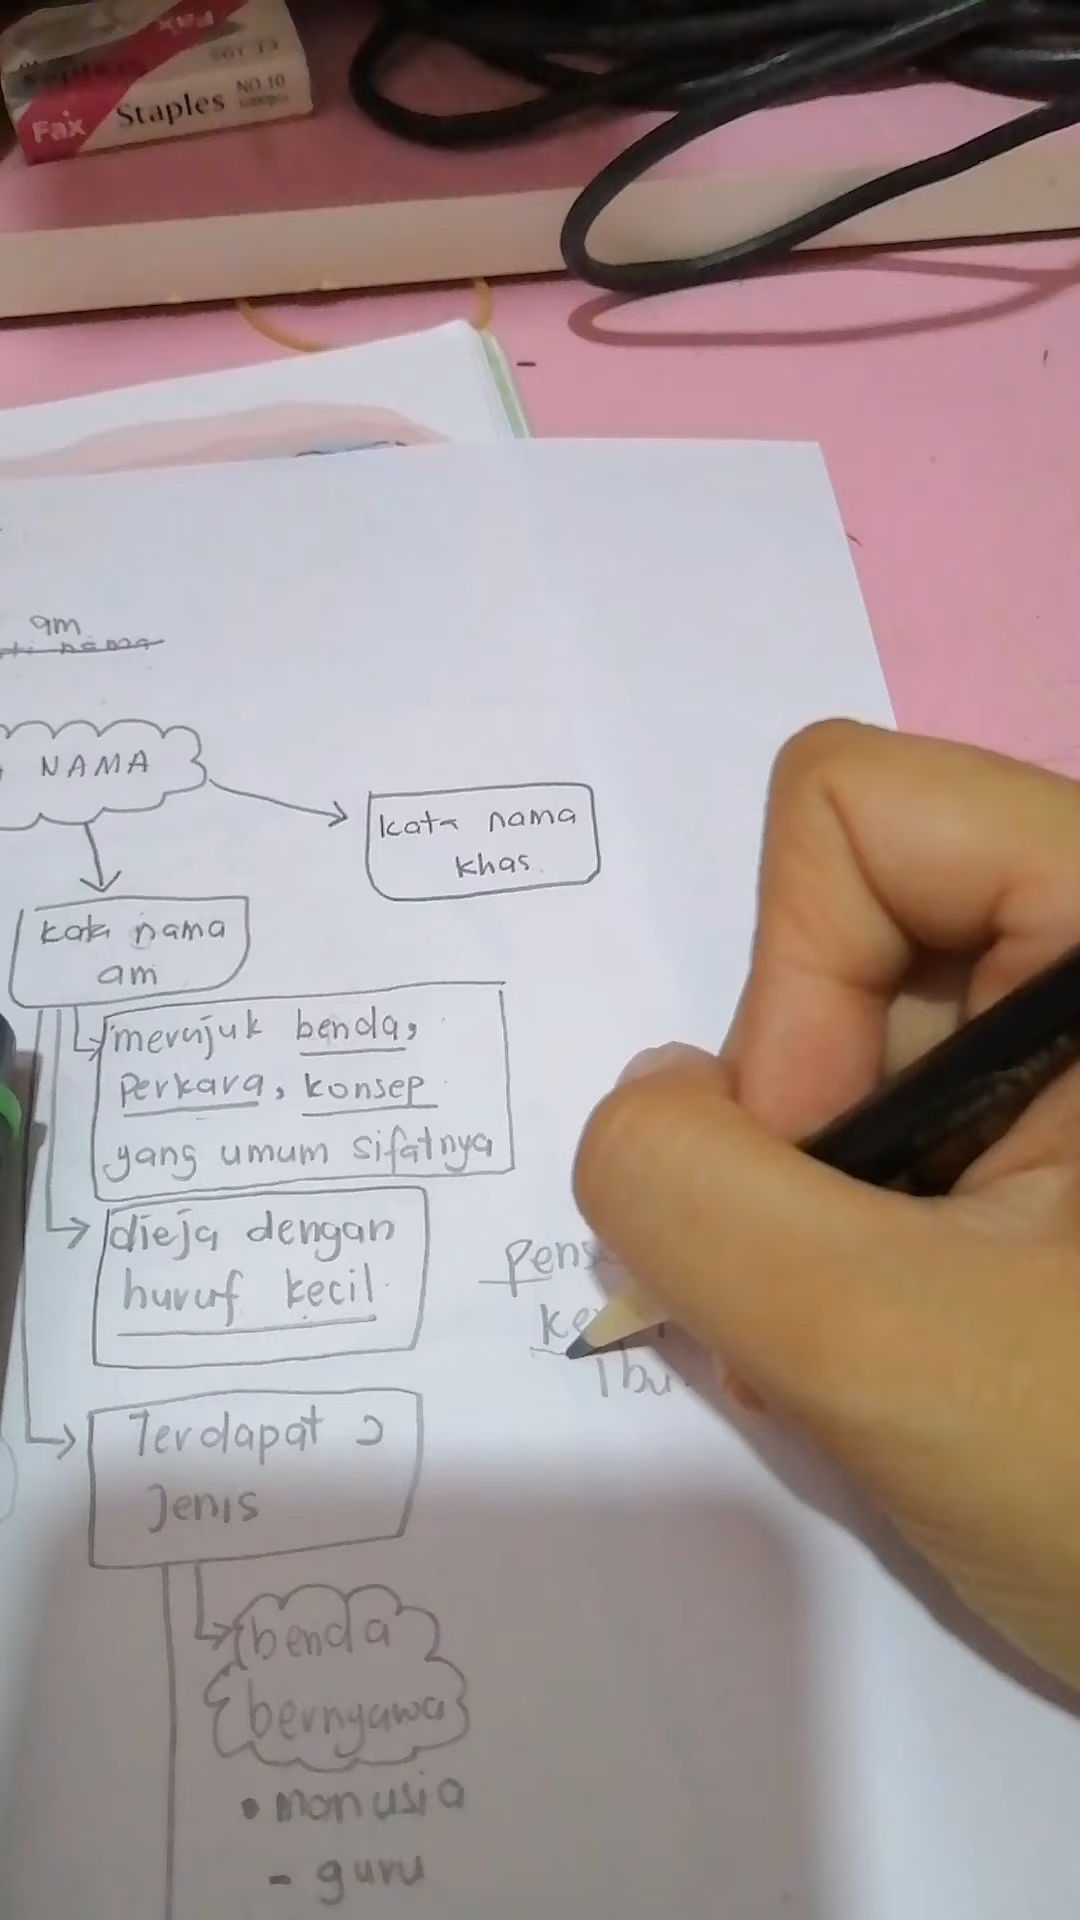 Fax Staples NO.10
am
NAMA
kata nama
khas
kata nama
am
merujuk benda,
perkara, konsep
yang umum sifatnya
dieja dengan
huruf kecil
Terdapat 2
Jenis
benda
bernyawa
• manusia
- guru